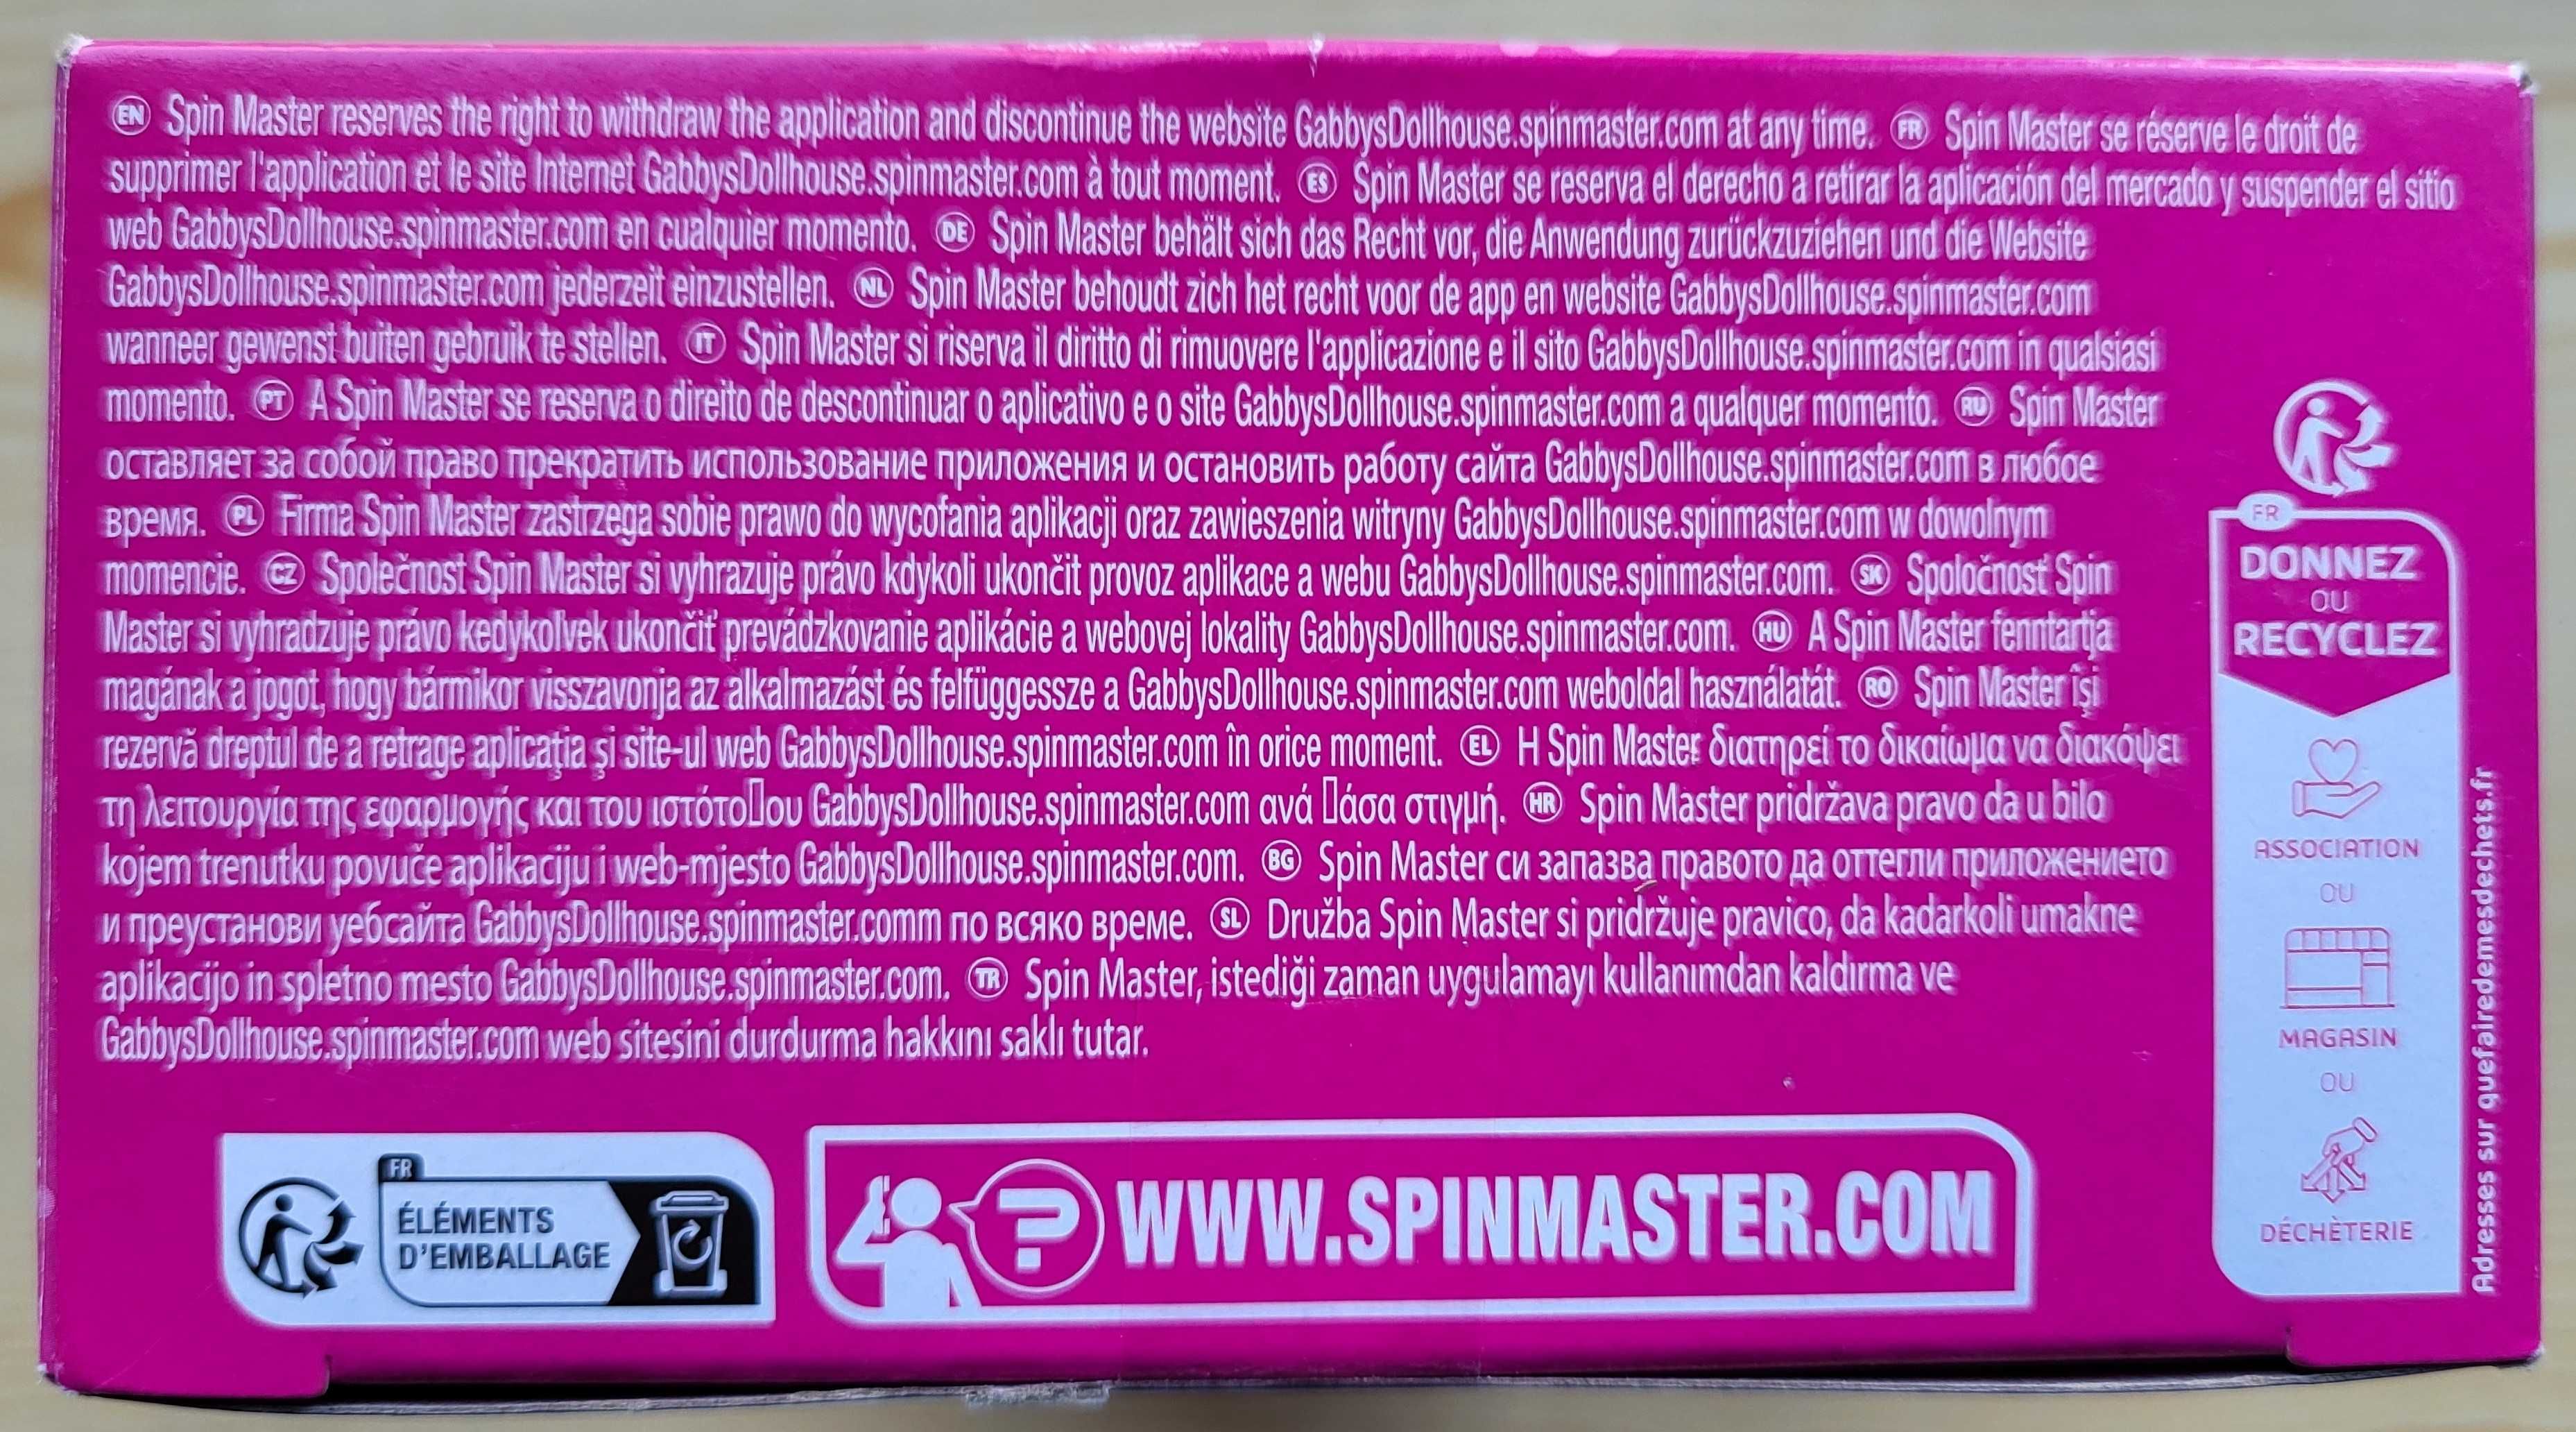 EN Spin Master reserves the right to withdraw the application and discontinue the website GabbysDollhouse.spinmaster.com at any time. FR Spin Master se réserve le droit de
supprimer l'application et le site Internet GabbysDollhouse.spinmaster.com à tout moment. ES Spin Master se reserva el derecho a retirar la aplicación del mercado y suspender el sitio
web GabbysDollhouse.spinmaster.com en cualquier momento. DE Spin Master behält sich das Recht vor, die Anwendung zurückzuziehen und die Website
GabbysDollhouse.spinmaster.com jederzeit einzustellen. NL Spin Master behoudt zich het recht voor de app en website GabbysDollhouse.spinmaster.com
wanneer gewenst buiten gebruik te stellen. IT Spin Master si riserva il diritto di rimuovere l'applicazione e il sito GabbysDollhouse.spinmaster.com in qualsiasi
momento. PT A Spin Master se reserva o direito de descontinuar o aplicativo e o site GabbysDollhouse.spinmaster.com a qualquer momento. RU Spin Master
оставляет за собой право прекратить использование приложения и остановить работу сайта GabbysDollhouse.spinmaster.com в любое
время. PL Firma Spin Master zastrzega sobie prawo do wycofania aplikacji oraz zawieszenia witryny GabbysDollhouse.spinmaster.com w dowolnym
momencie. CZ Společnost Spin Master si vyhrazuje právo kdykoli ukončit provoz aplikace a webu GabbysDollhouse.spinmaster.com. SK Spoločnosť Spin
Master si vyhradzuje právo kedykoľvek ukončiť prevádzkovanie aplikácie a webovej lokality GabbysDollhouse.spinmaster.com. HU A Spin Master fenntartja
magának a jogot, hogy bármikor visszavonja az alkalmazást és felfüggessze a GabbysDollhouse.spinmaster.com weboldal használatát. RO Spin Master își
rezervă dreptul de a retrage aplicația și site-ul web GabbysDollhouse.spinmaster.com în orice moment. EL Η Spin Master διατηρεί το δικαίωμα να διακόψει
τη λειτουργία της εφαρμογής και του ιστότο▯ου GabbysDollhouse.spinmaster.com ανά ▯άσα στιγμή. HR Spin Master pridržava pravo da u bilo
kojem trenutku povuče aplikaciju i web-mjesto GabbysDollhouse.spinmaster.com. BG Spin Master си запазва правото да оттегли приложението
и преустанови уебсайта GabbysDollhouse.spinmaster.comm по всяко време. SL Družba Spin Master si pridržuje pravico, da kadarkoli umakne
aplikacijo in spletno mesto GabbysDollhouse.spinmaster.com. TR Spin Master, istediği zaman uygulamayı kullanımdan kaldırma ve
GabbysDollhouse.spinmaster.com web sitesini durdurma hakkını saklı tutar.
FR
ÉLÉMENTS
D'EMBALLAGE
? WWW.SPINMASTER.COM
FR
DONNEZ
OU
RECYCLEZ
ASSOCIATION
OU
MAGASIN
OU
DÉCHÈTERIE
Adresses sur quefairedemesdechets.fr